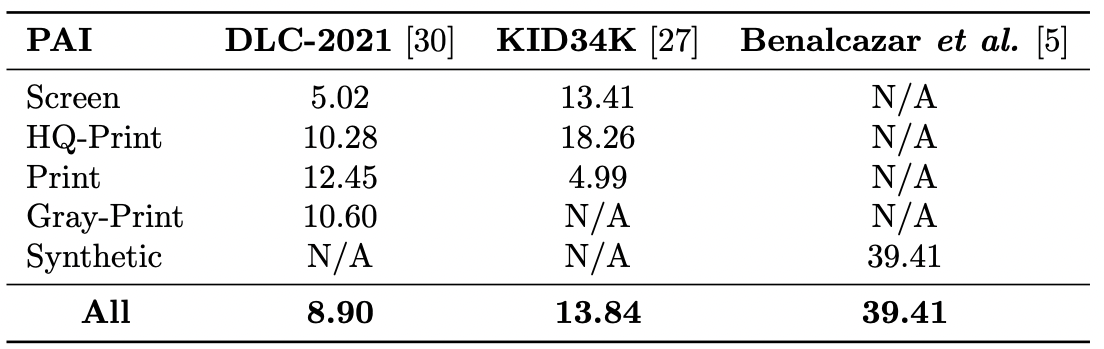 PAI DLC-2021 [30] KID34K [27] Benalcazar et al. [5]
Screen 5.02 13.41 N/A
HQ-Print 10.28 18.26 N/A
Print 12.45 4.99 N/A
Gray-Print 10.60 N/A N/A
Synthetic N/A N/A 39.41
All 8.90 13.84 39.41